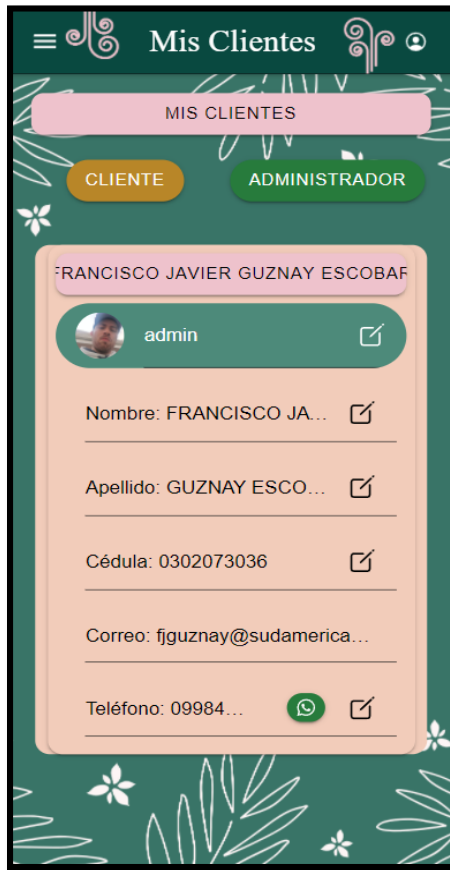 Mis Clientes
MIS CLIENTES
CLIENTE
ADMINISTRADOR
FRANCISCO JAVIER GUZNAY ESCOBAR
admin
Nombre: FRANCISCO JA...
Apellido: GUZNAY ESCO...
Cédula: 0302073036
Correo: fjguznay@sudamerica...
Teléfono: 09984...